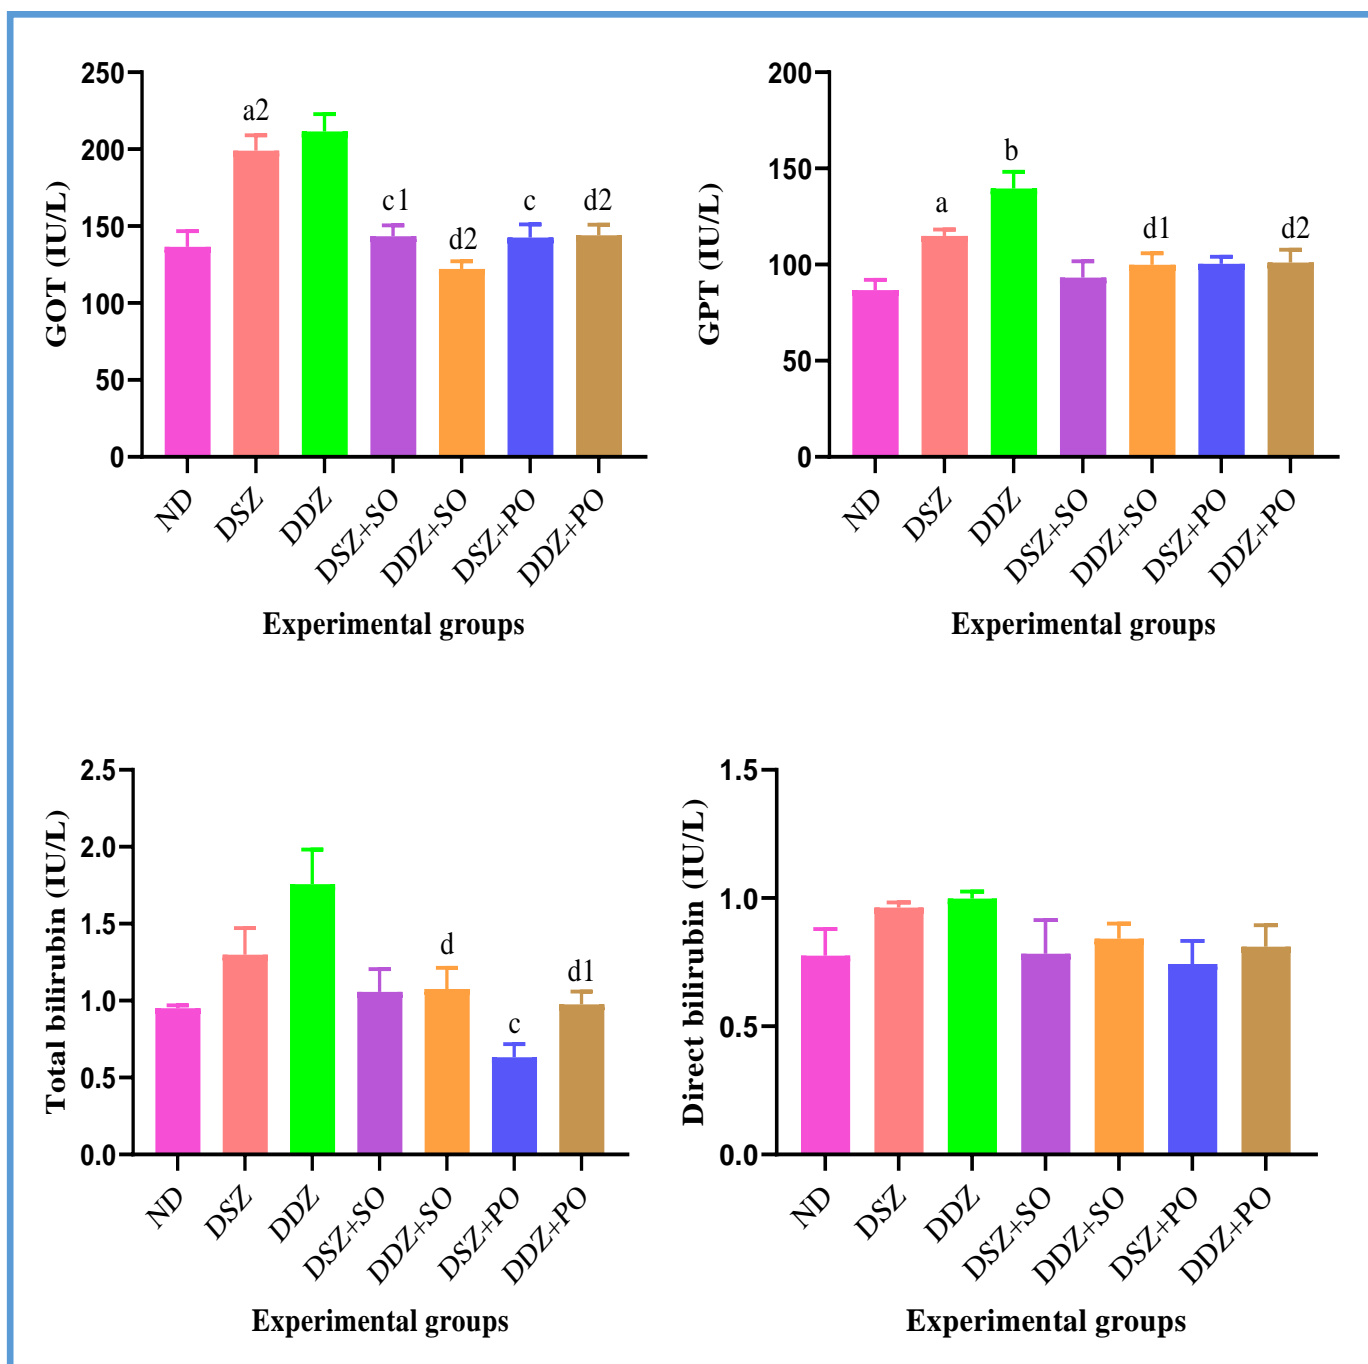 GOT (IU/L)
250
200
150
100
50
0
a2
c1
d2
c
d2
ND
DSZ
DDZ
DSZ+SO
DDZ+SO
DSZ+PO
DDZ+PO
Experimental groups
GPT (IU/L)
200
150
100
50
0
a
b
d1
d2
ND
DSZ
DDZ
DSZ+SO
DDZ+SO
DSZ+PO
DDZ+PO
Experimental groups
Total bilirubin (IU/L)
2.5
2.0
1.5
1.0
0.5
0.0
d
c
d1
ND
DSZ
DDZ
DSZ+SO
DDZ+SO
DSZ+PO
DDZ+PO
Experimental groups
Direct bilirubin (IU/L)
1.5
1.0
0.5
0.0
ND
DSZ
DDZ
DSZ+SO
DDZ+SO
DSZ+PO
DDZ+PO
Experimental groups